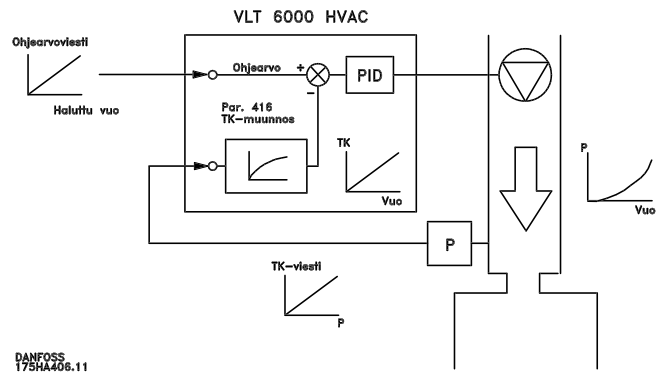 VLT 6000 HVAC
Ohjearvoviesti
Haluttu vuo
Ohjearvo
+
−
PID
Par. 416
TK-muunnos
TK
Vuo
P
Vuo
P
TK-viesti
P
DANFOSS
175HA406.11